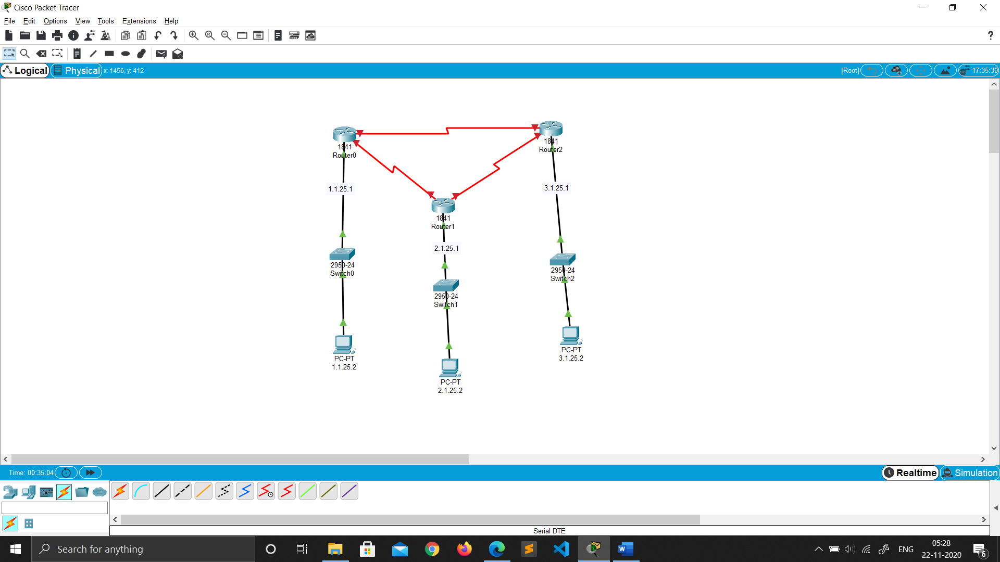 Cisco Packet Tracer
File Edit Options View Tools Extensions Help
?
Logical Physical x: 1456, y: 412 [Root] 17:35:30
1841
Router0
1841
Router2
1.1.25.1
3.1.25.1
1841
Router1
2.1.25.1
2950-24
Switch0
2950-24
Switch2
2950-24
Switch1
PC-PT
1.1.25.2
PC-PT
3.1.25.2
PC-PT
2.1.25.2
Time: 00:35:04 Realtime Simulation
Serial DTE
Search for anything
ENG
05:28
22-11-2020
6